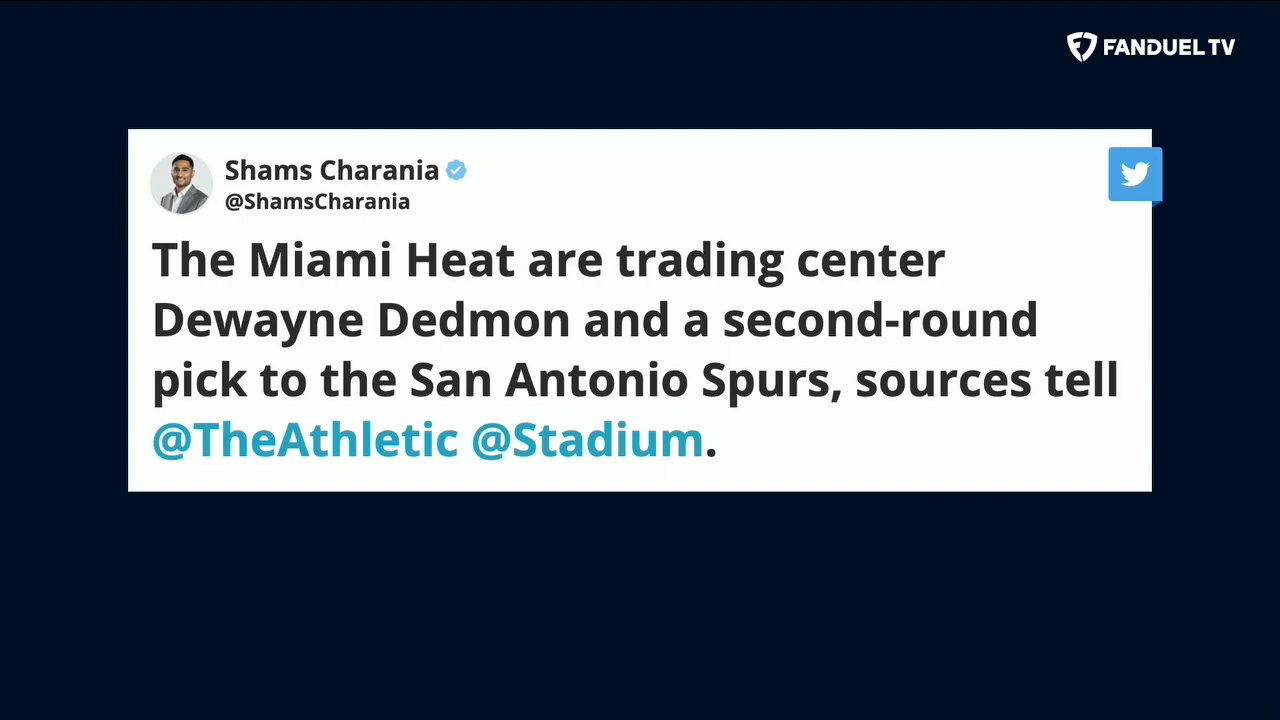 FANDUEL TV
Shams Charania
@ShamsCharania
The Miami Heat are trading center
Dewayne Dedmon and a second-round
pick to the San Antonio Spurs, sources tell
@TheAthletic @Stadium.